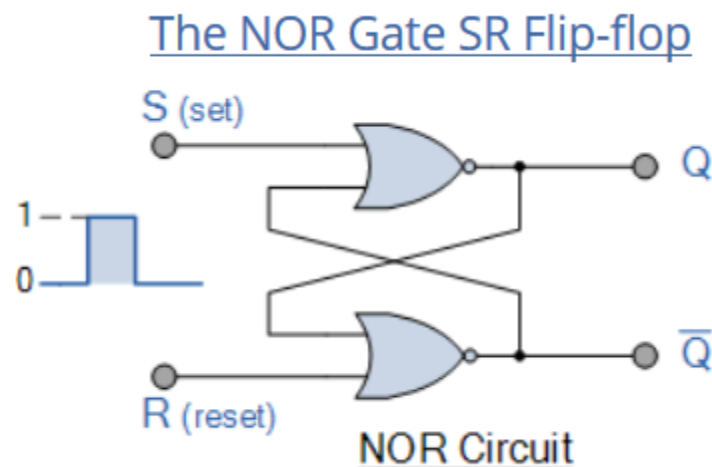 The NOR Gate SR Flip-flop
S (set)
Q
1
0
Q̅
R (reset)
NOR Circuit